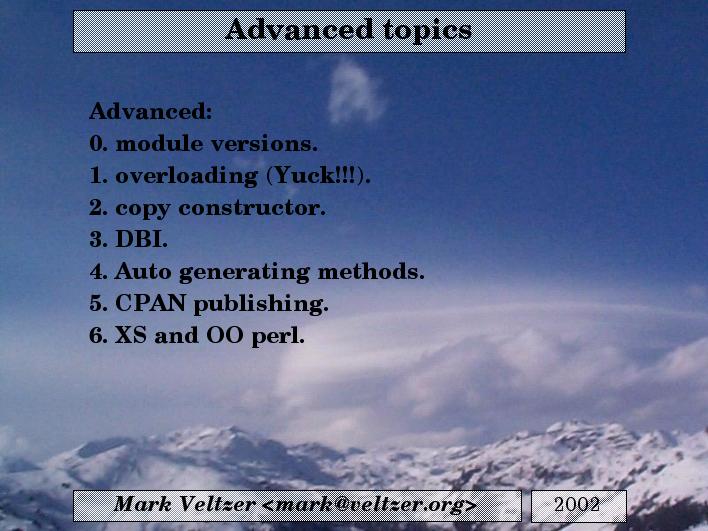 Advanced topics
Advanced:
0. module versions.
1. overloading (Yuck!!!).
2. copy constructor.
3. DBI.
4. Auto generating methods.
5. CPAN publishing.
6. XS and OO perl.
Mark Veltzer <mark@veltzer.org>
2002